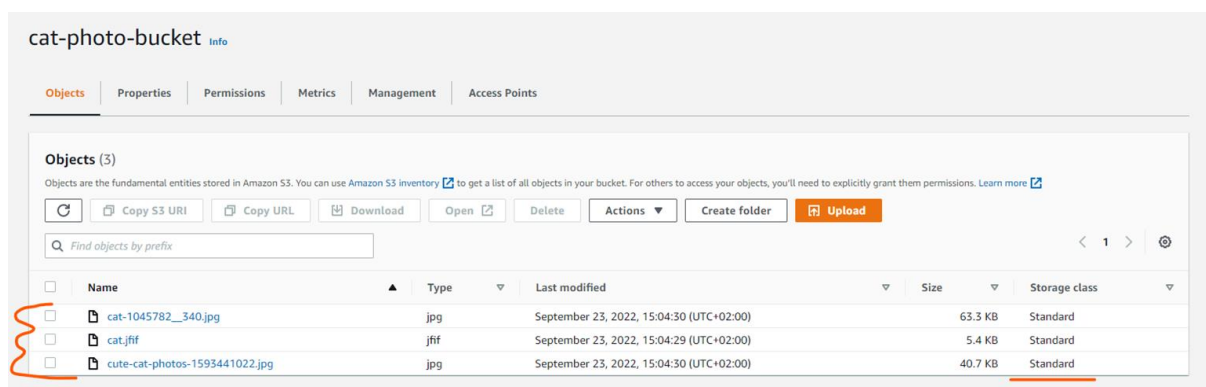 cat-photo-bucket Info
Objects Properties Permissions Metrics Management Access Points
Objects (3)
Objects are the fundamental entities stored in Amazon S3. You can use Amazon S3 inventory to get a list of all objects in your bucket. For others to access your objects, you'll need to explicitly grant them permissions. Learn more
Copy S3 URI Copy URL Download Open Delete Actions Create folder Upload
Find objects by prefix 1
Name Type Last modified Size Storage class
cat-1045782__340.jpg jpg September 23, 2022, 15:04:30 (UTC+02:00) 63.3 KB Standard
cat.jfif jfif September 23, 2022, 15:04:29 (UTC+02:00) 5.4 KB Standard
cute-cat-photos-1593441022.jpg jpg September 23, 2022, 15:04:30 (UTC+02:00) 40.7 KB Standard